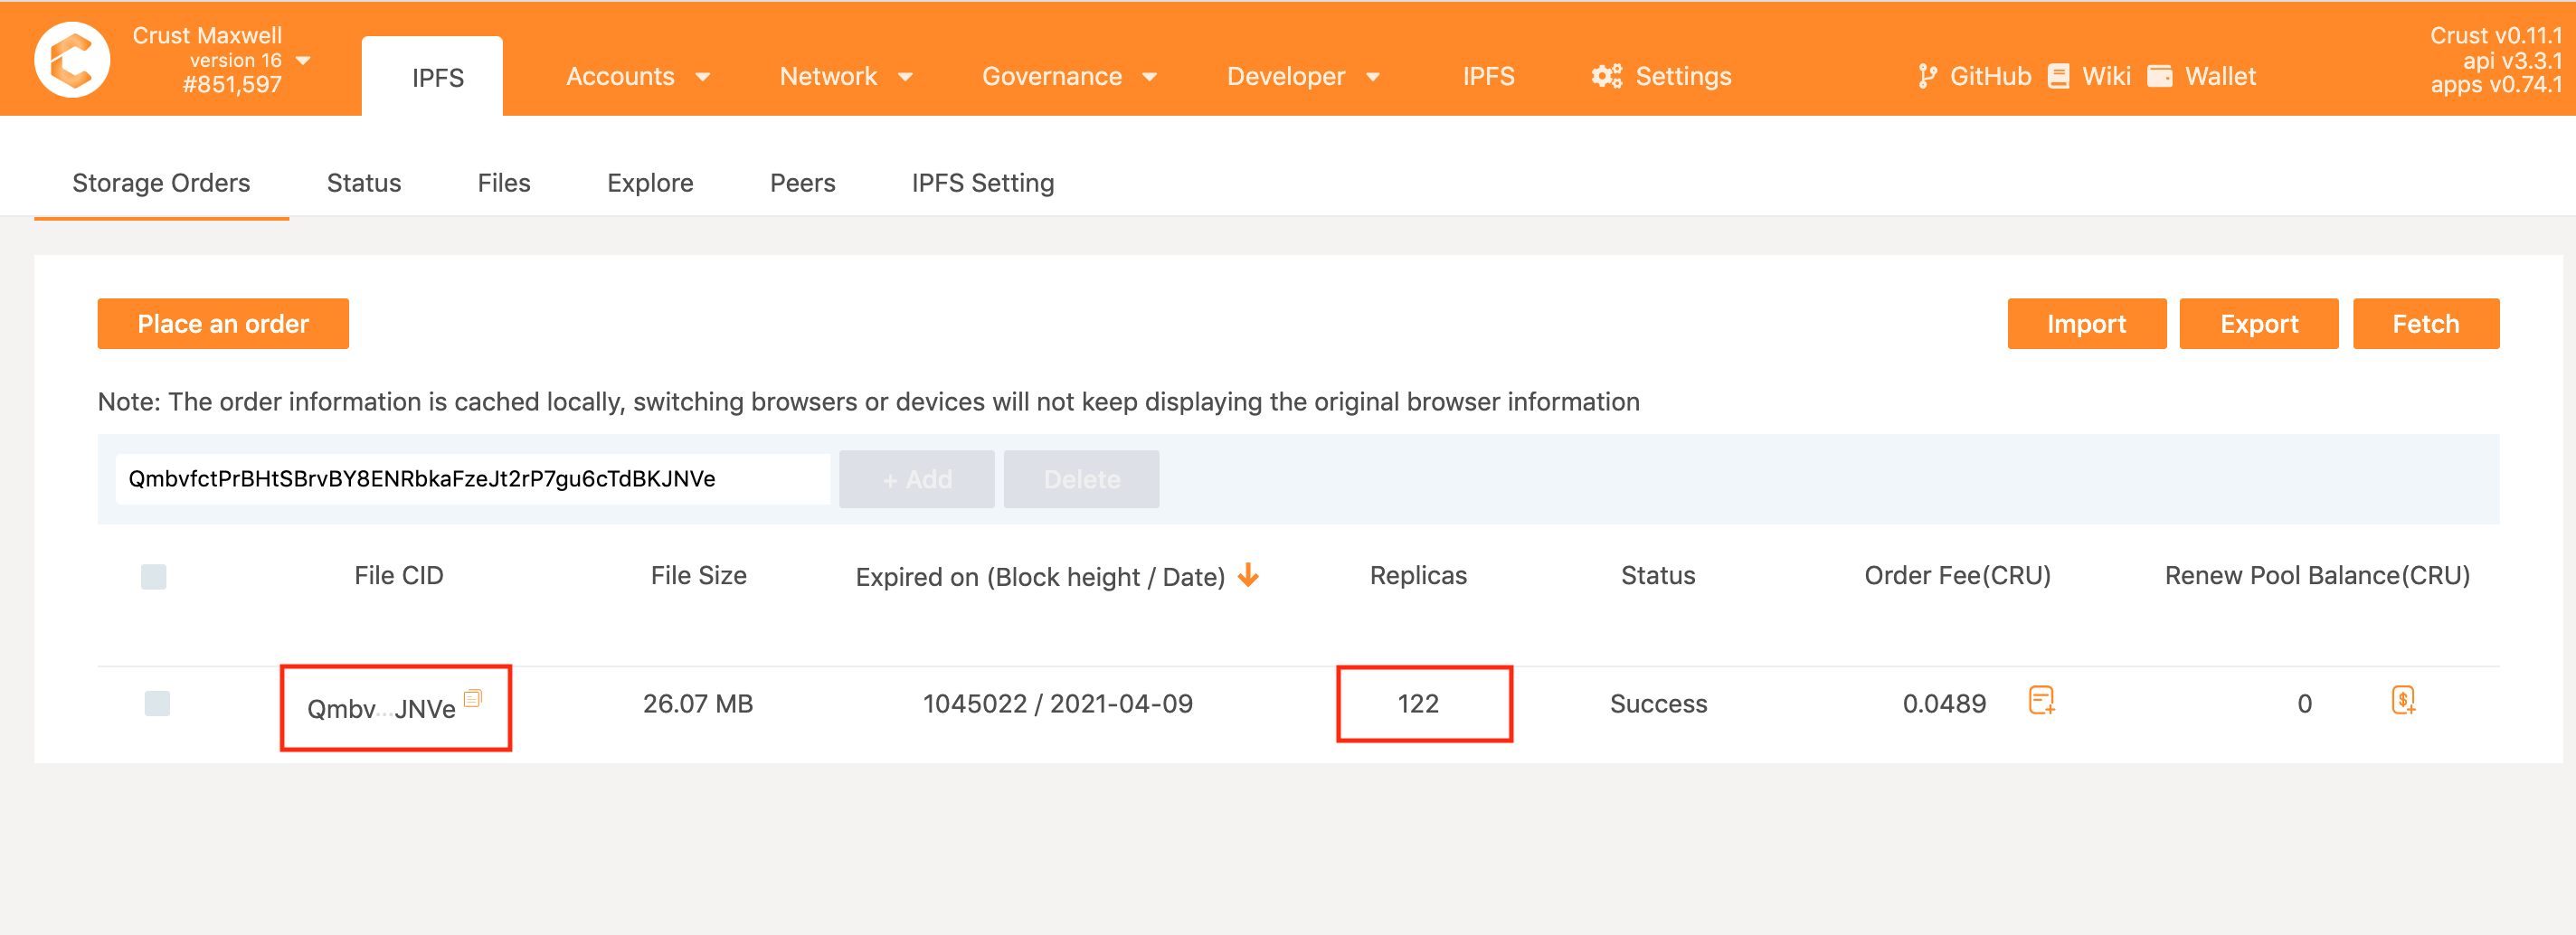 Crust Maxwell
version 16
#851,597
IPFS
Accounts
Network
Governance
Developer
IPFS
Settings
GitHub
Wiki
Wallet
Crust v0.11.1
api v3.3.1
apps v0.74.1
Storage Orders
Status
Files
Explore
Peers
IPFS Setting
Place an order
Import
Export
Fetch
Note: The order information is cached locally, switching browsers or devices will not keep displaying the original browser information
QmbvfctPrBHtSBrvBY8ENRbkaFzeJt2rP7gu6cTdBKJNVe
+ Add
Delete
File CID
File Size
Expired on (Block height / Date)
Replicas
Status
Order Fee(CRU)
Renew Pool Balance(CRU)
Qmbv...JNVe
26.07 MB
1045022 / 2021-04-09
122
Success
0.0489
0